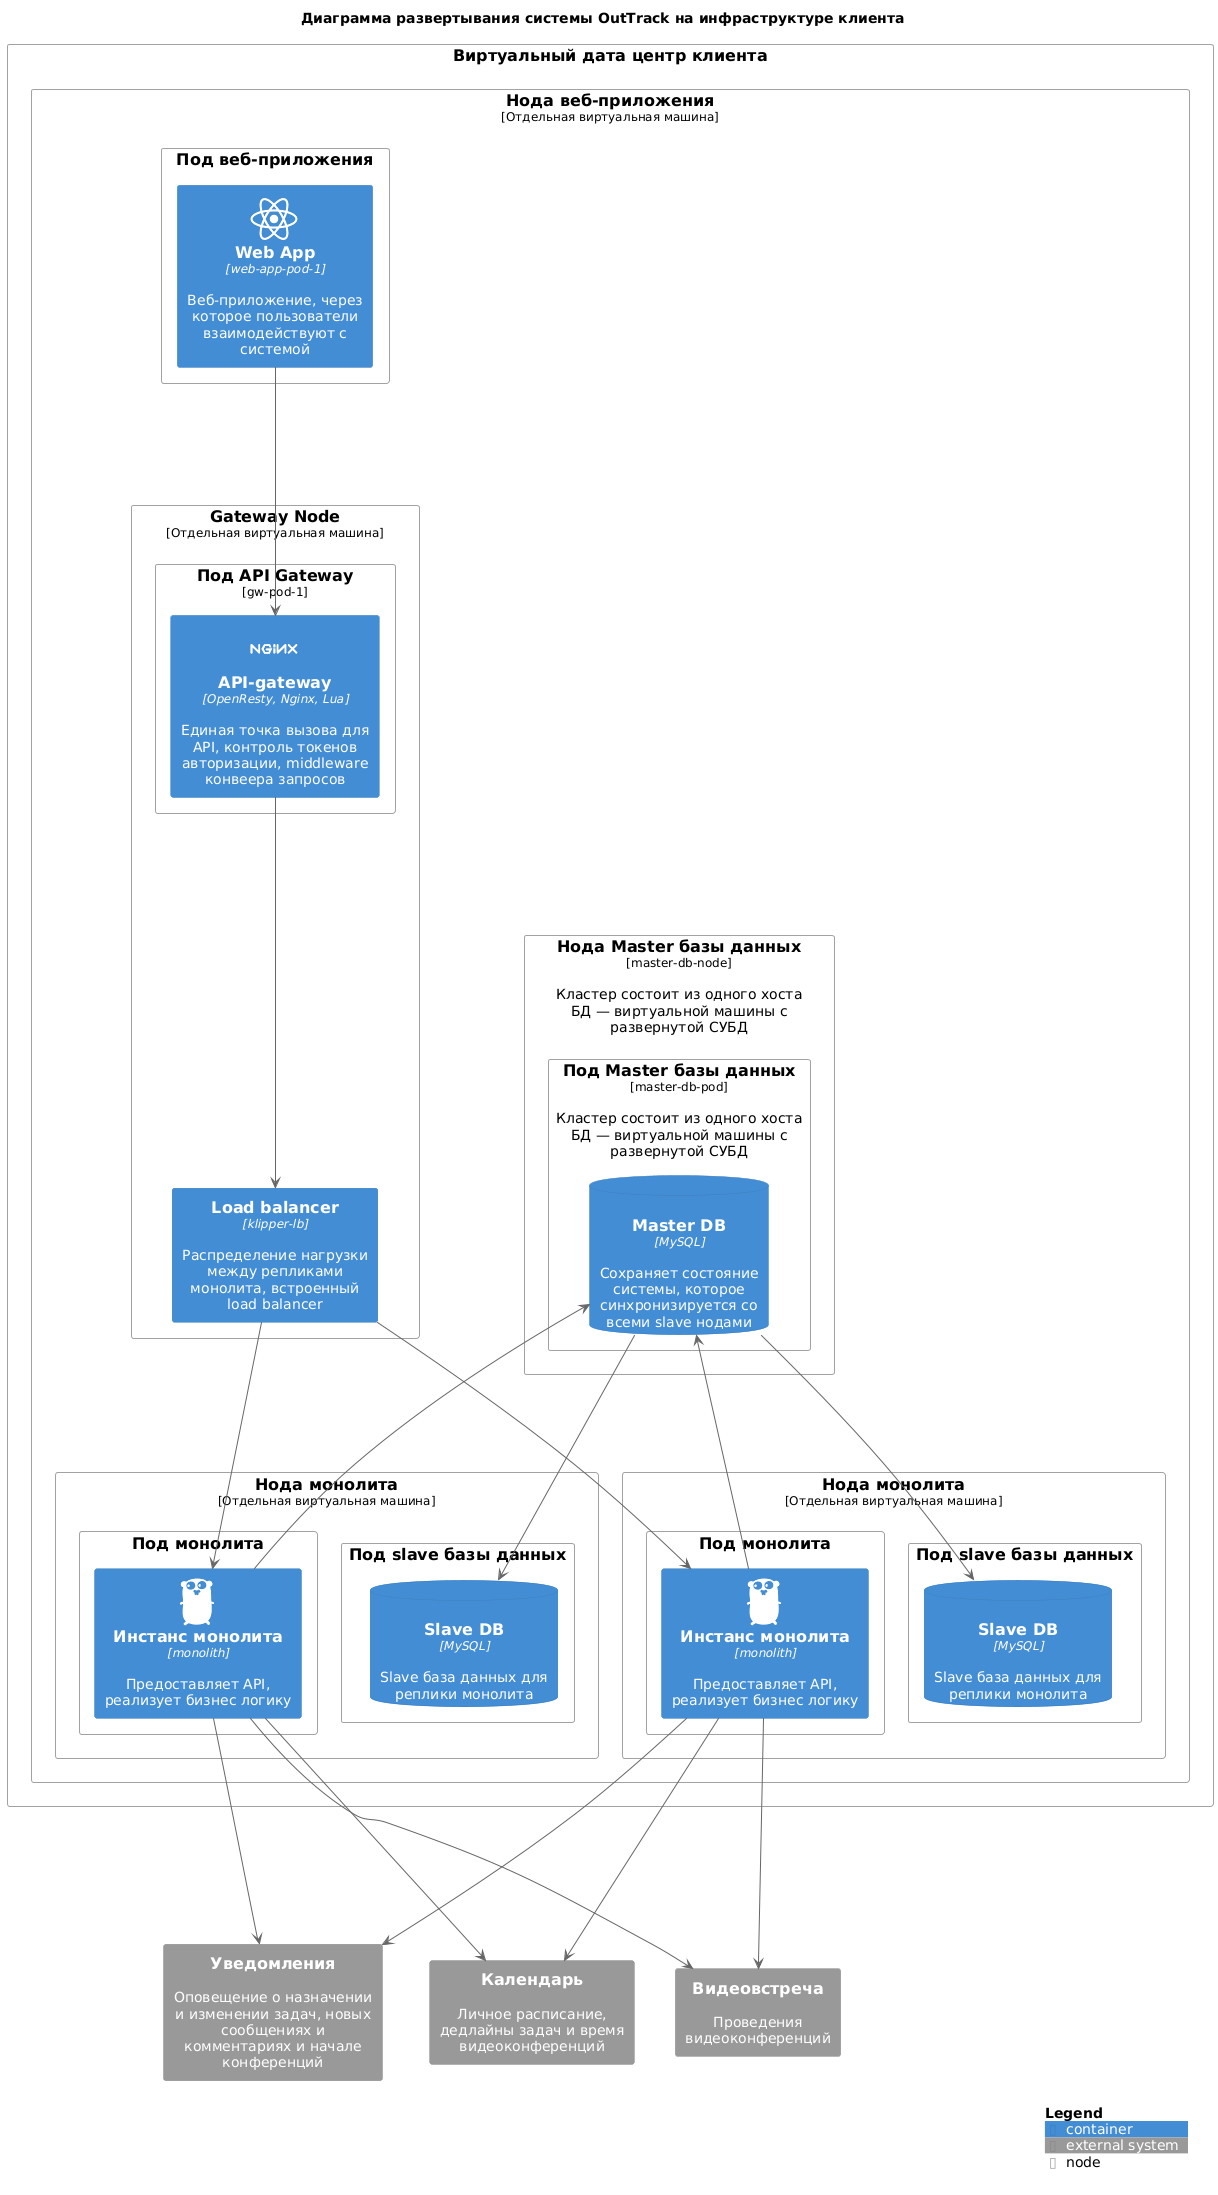 Диаграмма развертывания системы OutTrack на инфраструктуре клиента
Виртуальный дата центр клиента
Нода веб-приложения
[Отдельная виртуальная машина]
Под веб-приложения
Web App
[web-app-pod-1]
Веб-приложение, через
которое пользователи
взаимодействуют с
системой
Gateway Node
[Отдельная виртуальная машина]
Под API Gateway
[gw-pod-1]
NGINX
API-gateway
[OpenResty, Nginx, Lua]
Единая точка вызова для
API, контроль токенов
авторизации, middleware
конвеера запросов
Нода Master базы данных
[master-db-node]
Кластер состоит из одного хоста
БД — виртуальной машины с
развернутой СУБД
Под Master базы данных
[master-db-pod]
Кластер состоит из одного хоста
БД — виртуальной машины с
развернутой СУБД
Master DB
[MySQL]
Сохраняет состояние
системы, которое
синхронизируется со
всеми slave нодами
Load balancer
[klipper-lb]
Распределение нагрузки
между репликами
монолита, встроенный
load balancer
Нода монолита
[Отдельная виртуальная машина]
Под монолита
Инстанс монолита
[monolith]
Предоставляет API,
реализует бизнес логику
Под slave базы данных
Slave DB
[MySQL]
Slave база данных для
реплики монолита
Нода монолита
[Отдельная виртуальная машина]
Под монолита
Инстанс монолита
[monolith]
Предоставляет API,
реализует бизнес логику
Под slave базы данных
Slave DB
[MySQL]
Slave база данных для
реплики монолита
Уведомления
Оповещение о назначении
и изменении задач, новых
сообщениях и
комментариях и начале
конференций
Календарь
Личное расписание,
дедлайны задач и время
видеоконференций
Видеовстреча
Проведения
видеоконференций
Legend
container
external system
node